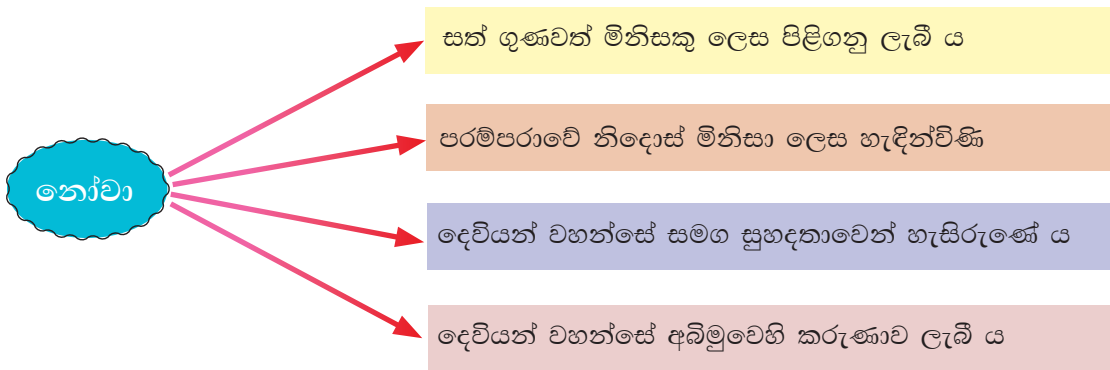 සත් ගුණවත් මිනිසකු ලෙස පිළිගනු ලැබී ය
පරම්පරාවේ නිදොස් මිනිසා ලෙස හැඳින්විණි
නෝවා
දෙවියන් වහන්සේ සමග සුහදතාවෙන් හැසිරුණේ ය
දෙවියන් වහන්සේ අබිමුවෙහි කරුණාව ලැබී ය